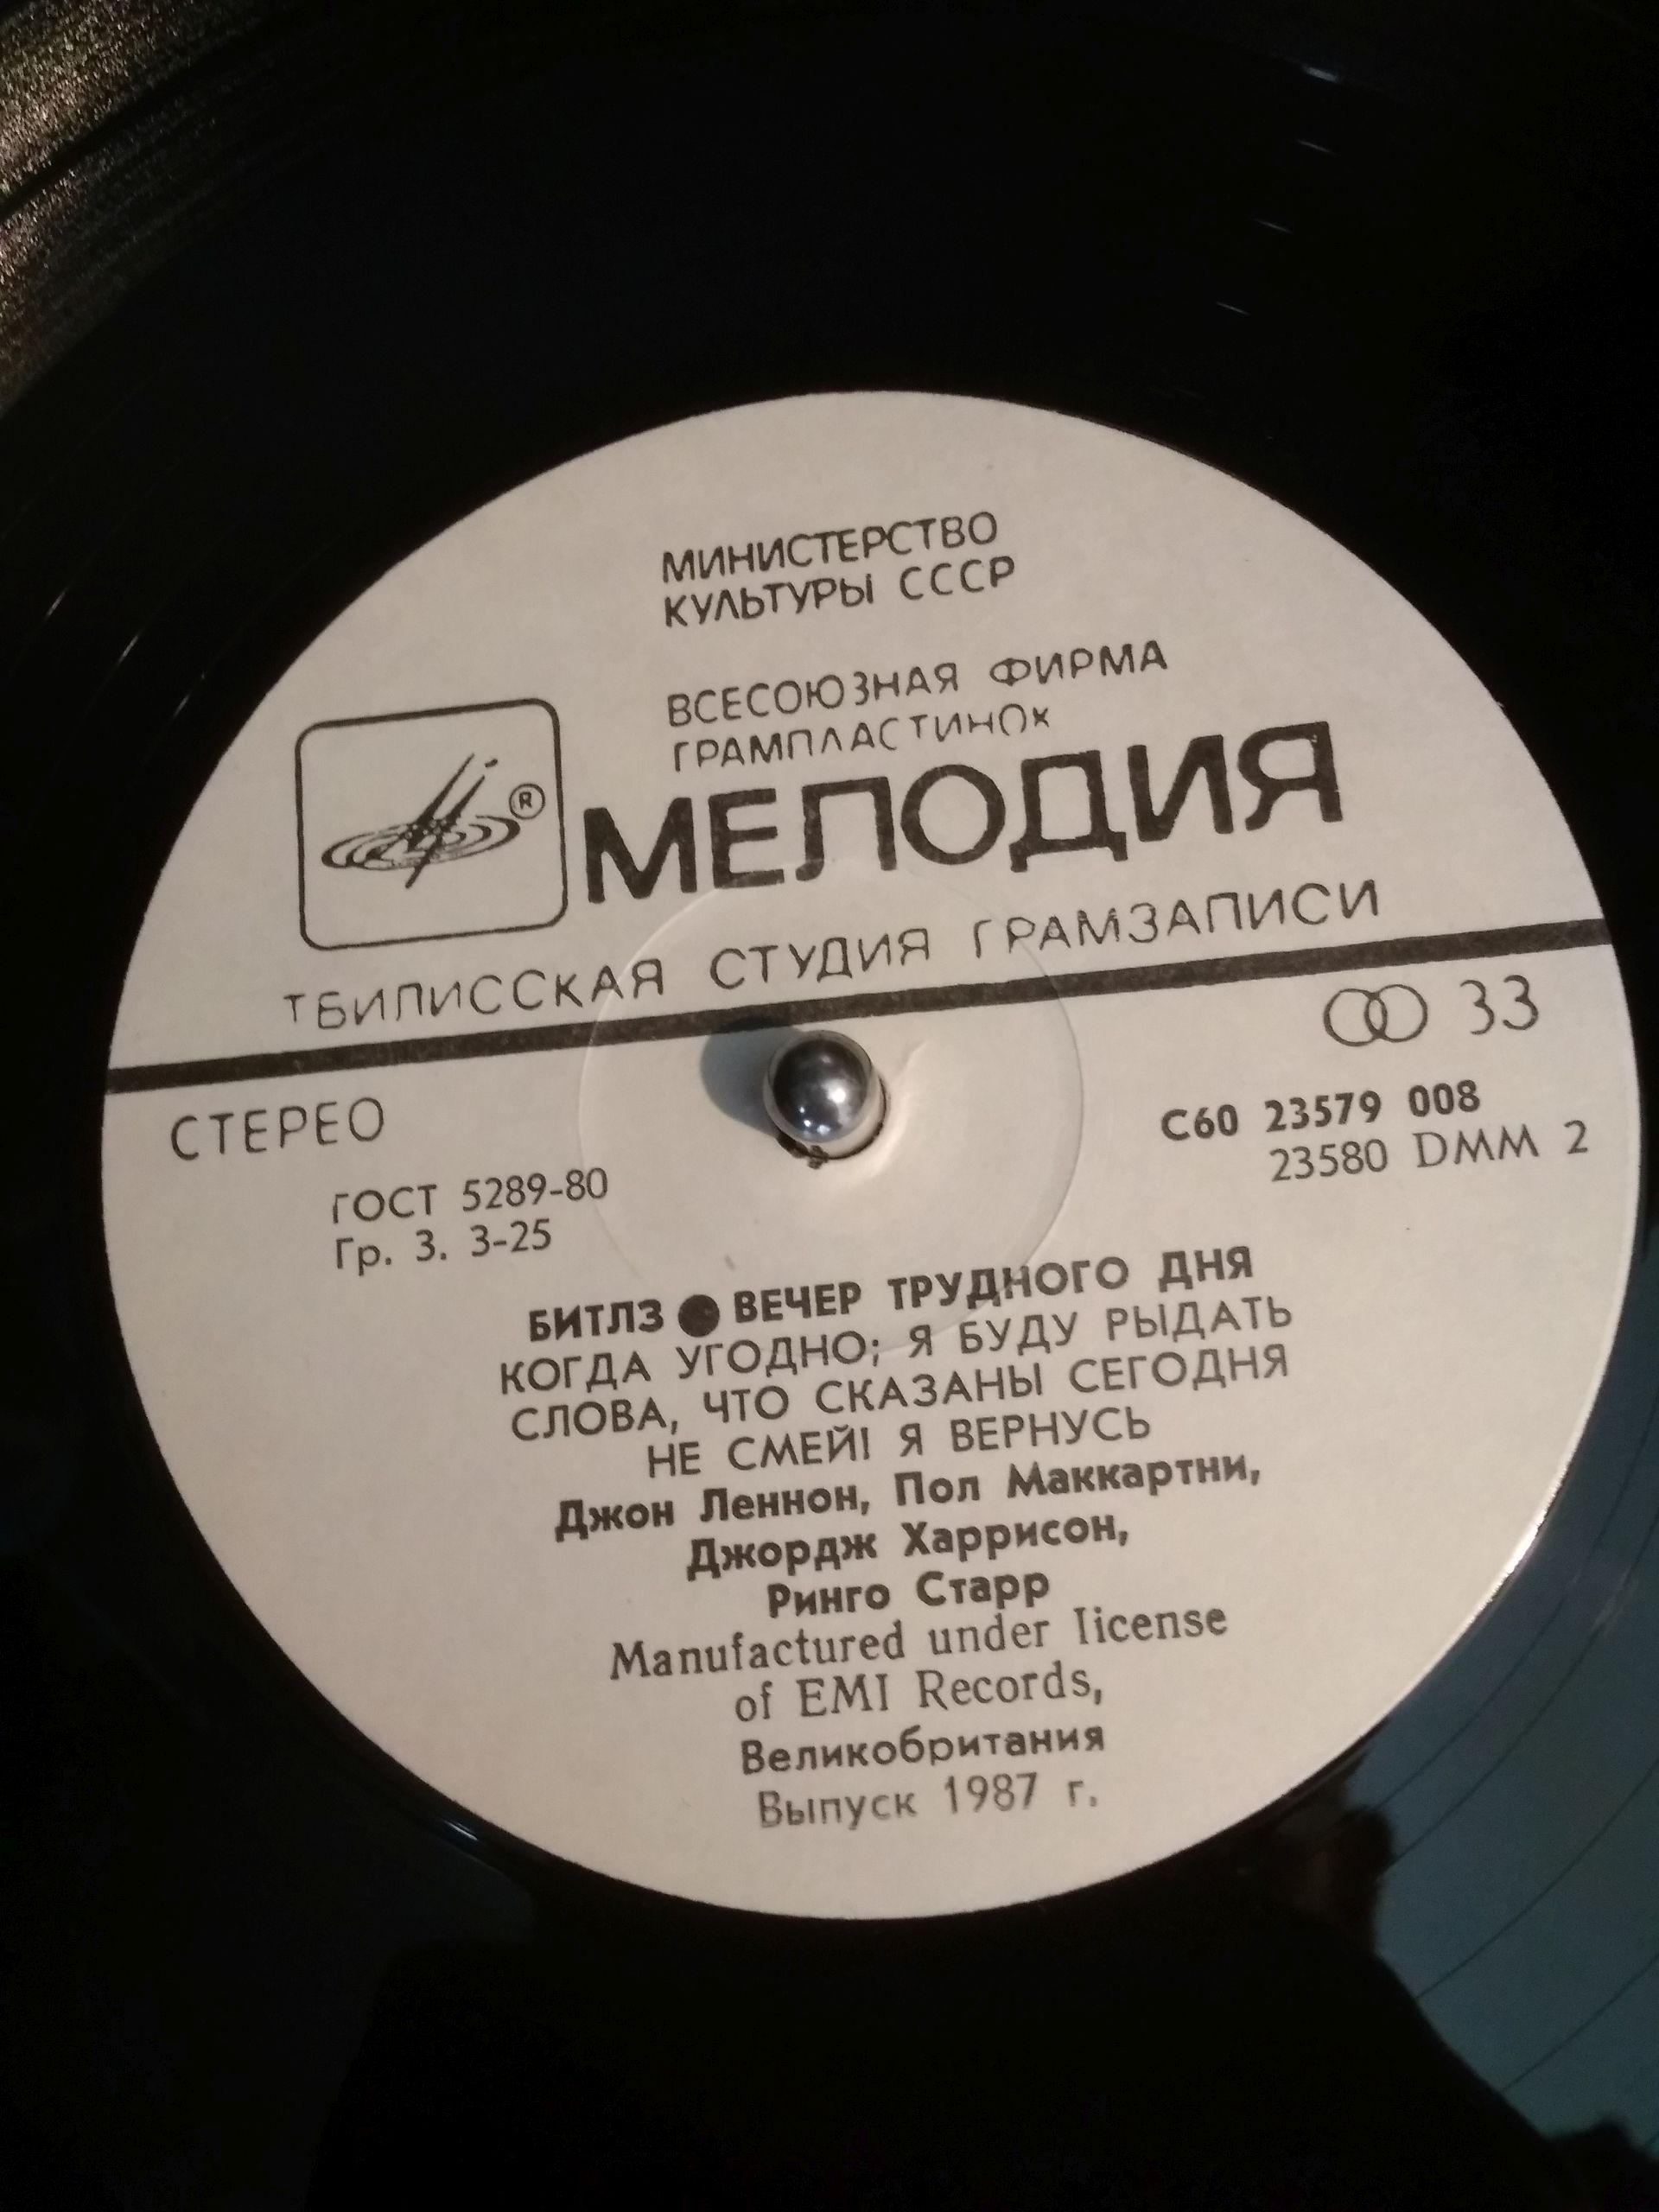 МИНИСТЕРСТВО
КУЛЬТУРЫ СССР
ВСЕСОЮЗНАЯ ФИРМА
ГРАМПЛАСТИНОК
®
МЕЛОДИЯ
ТБИЛИССКАЯ СТУДИЯ ГРАМЗАПИСИ
33
СТЕРЕО
С60 23579 008
23580 DMM 2
ГОСТ 5289-80
Гр. 3. 3-25
БИТЛЗ ● ВЕЧЕР ТРУДНОГО ДНЯ
КОГДА УГОДНО; Я БУДУ РЫДАТЬ
СЛОВА, ЧТО СКАЗАНЫ СЕГОДНЯ
НЕ СМЕЙ! Я ВЕРНУСЬ
Джон Леннон, Пол Маккартни,
Джордж Харрисон,
Ринго Старр
Manufactured under license
of EMI Records,
Великобритания
Выпуск 1987 г.